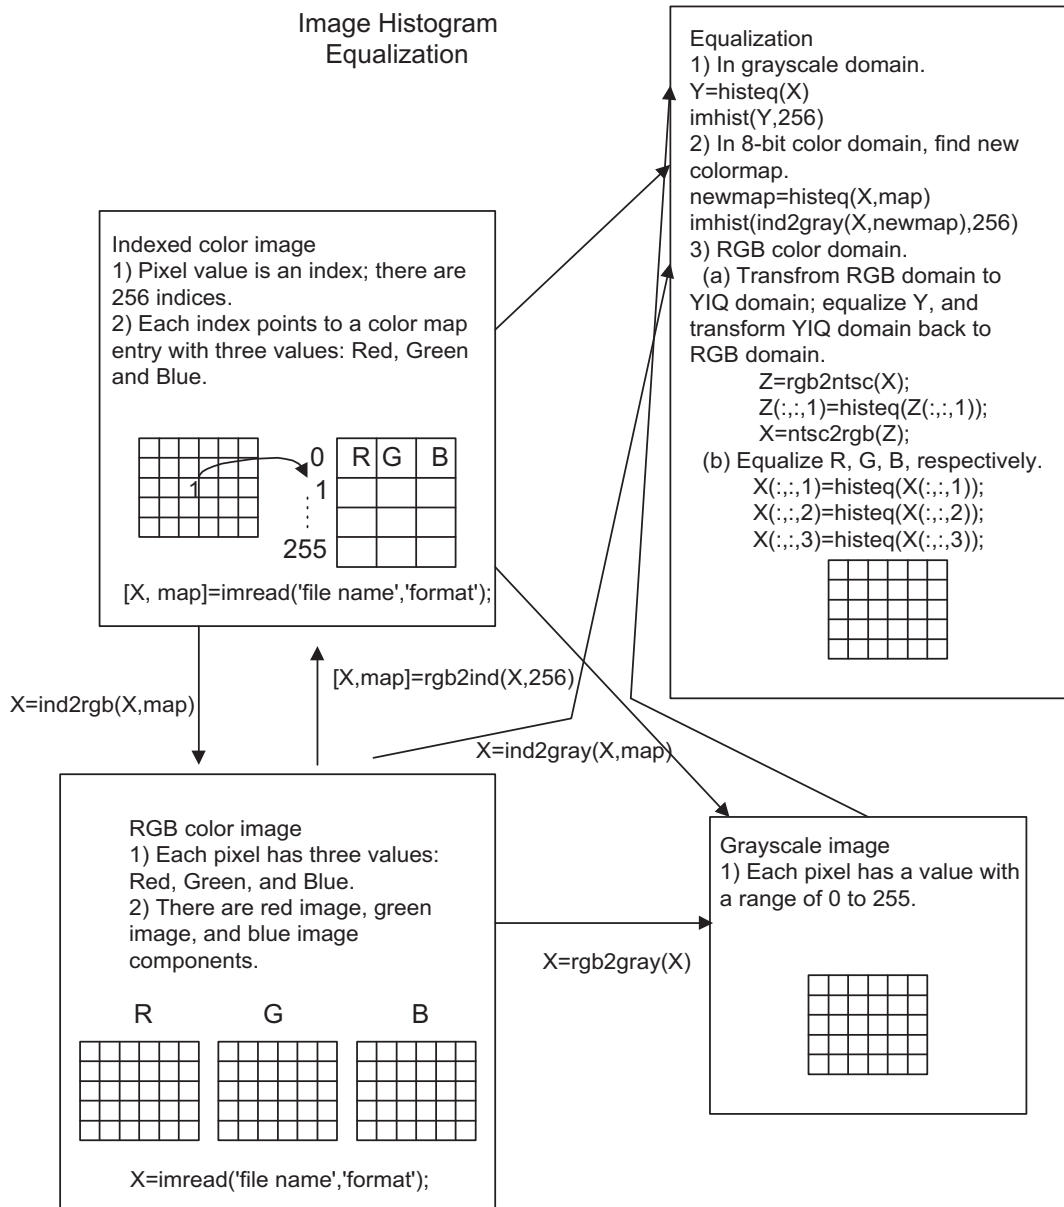 Image Histogram
Equalization
Equalization
1) In grayscale domain.
Y=histeq(X)
imhist(Y,256)
2) In 8-bit color domain, find new
colormap.
newmap=histeq(X,map)
imhist(ind2gray(X,newmap),256)
3) RGB color domain.
(a) Transfrom RGB domain to
YIQ domain; equalize Y, and
transform YIQ domain back to
RGB domain.
Z=rgb2ntsc(X);
Z(:,:,1)=histeq(Z(:,:,1));
X=ntsc2rgb(Z);
(b) Equalize R, G, B, respectively.
X(:,:,1)=histeq(X(:,:,1));
X(:,:,2)=histeq(X(:,:,2));
X(:,:,3)=histeq(X(:,:,3));
Indexed color image
1) Pixel value is an index; there are
256 indices.
2) Each index points to a color map
entry with three values: Red, Green
and Blue.
0 R G B
1 1
255
[X, map]=imread('file name','format');
X=ind2rgb(X,map)
[X,map]=rgb2ind(X,256)
X=ind2gray(X,map)
RGB color image
1) Each pixel has three values:
Red, Green, and Blue.
2) There are red image, green
image, and blue image
components.
R G B
X=imread('file name','format');
X=rgb2gray(X)
Grayscale image
1) Each pixel has a value with
a range of 0 to 255.